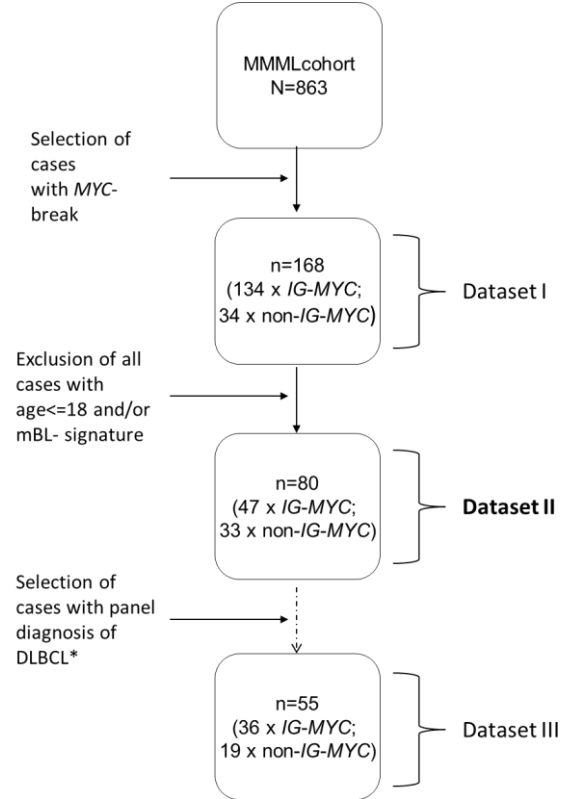 MMMLcohort
N=863
Selection of
cases
with MYC-
break
n=168
(134 x IG-MYC;
34 x non-IG-MYC)
Dataset I
Exclusion of all
cases with
age<=18 and/or
mBL- signature
n=80
(47 x IG-MYC;
33 x non-IG-MYC)
Dataset II
Selection of
cases with panel
diagnosis of
DLBCL*
n=55
(36 x IG-MYC;
19 x non-IG-MYC)
Dataset III